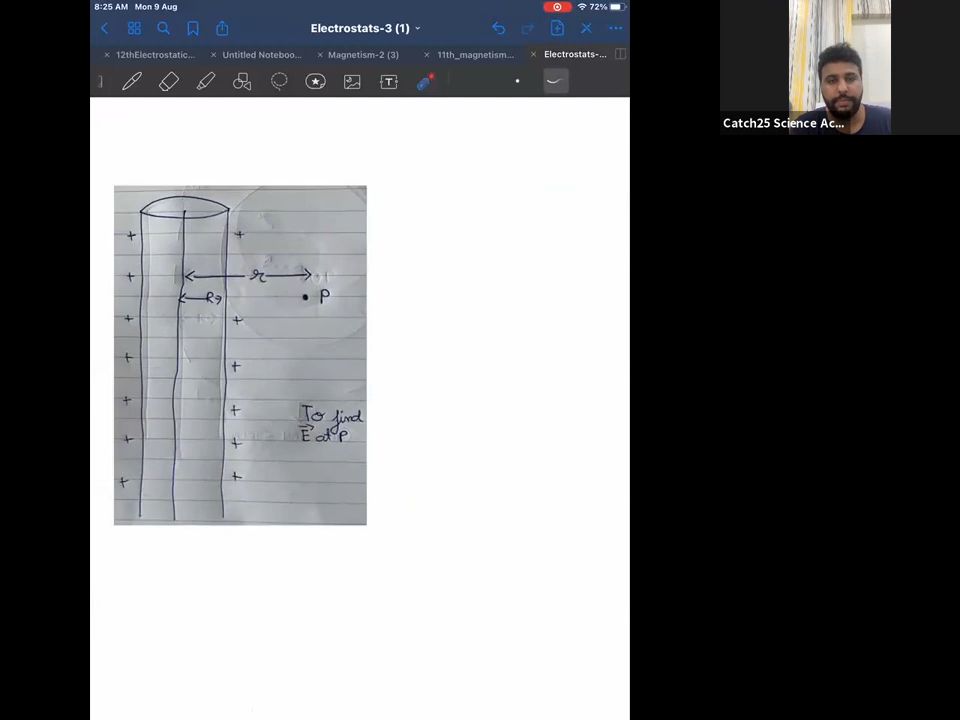 8:25 AM Mon 9 Aug
72%
Electrostats-3 (1)
12thElectrostatic...
Untitled Noteboo...
Magnetism-2 (3)
11th_magnetism...
Electrostats-...
T
Catch25 Science Ac...
+ +
+ r
R P
+ +
+ +
+ +
To find
E⃗ at P
+ +
+ +